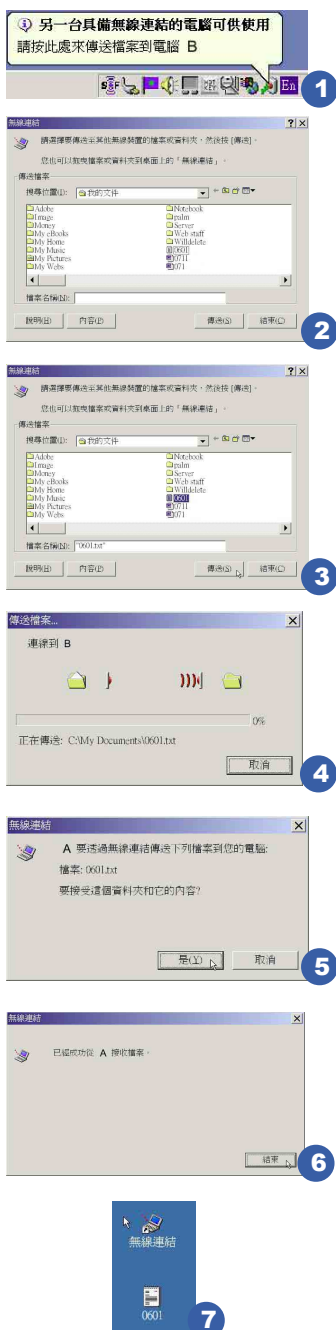 另一台具備無線連結的電腦可供使用
請按此處來傳送檔案到電腦 B
En
1
無線連結
請選擇要傳送至其他無線裝置的檔案或資料夾，然後按 [傳送]。
您也可以拖曳檔案或資料夾到桌面上的「無線連結」。
傳送檔案
搜尋位置(I): 我的文件
Adobe
Image
Money
My eBooks
My Home
My Music
My Pictures
My Webs
Notebook
palm
Server
Web staff
Willdelete
0601
0711
071
檔案名稱(N):
說明(H) 內容(P) 傳送(S) 結束(C)
2
無線連結
請選擇要傳送至其他無線裝置的檔案或資料夾，然後按 [傳送]。
您也可以拖曳檔案或資料夾到桌面上的「無線連結」。
傳送檔案
搜尋位置(I): 我的文件
Adobe
Image
Money
My eBooks
My Home
My Music
My Pictures
My Webs
Notebook
palm
Server
Web staff
Willdelete
0601
0711
071
檔案名稱(N): "0601.txt"
說明(H) 內容(P) 傳送(S) 結束(C)
3
傳送檔案...
連線到 B
0%
正在傳送: C:\My Documents\0601.txt
取消
4
無線連結
A 要透過無線連結傳送下列檔案到您的電腦:
檔案: 0601.txt
要接受這個資料夾和它的內容?
是(Y) 取消
5
無線連結
已經成功從 A 接收檔案。
結束
6
無線連結
0601
7